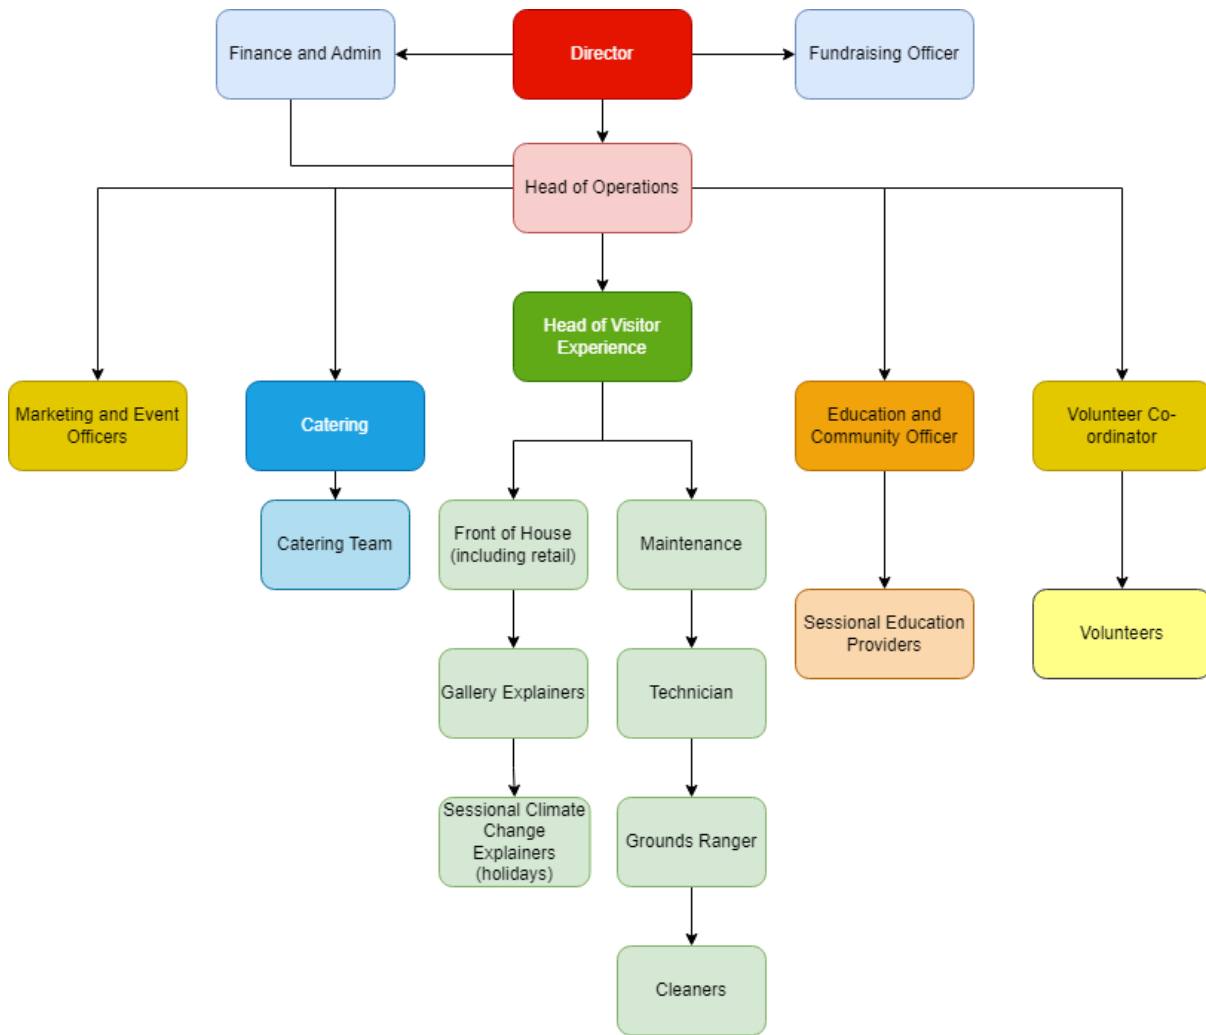 Finance and Admin
Director
Fundraising Officer
Head of Operations
Head of Visitor
Experience
Marketing and Event
Officers
Catering
Education and
Community Officer
Volunteer Co-
ordinator
Catering Team
Front of House
(including retail)
Maintenance
Sessional Education
Providers
Volunteers
Gallery Explainers
Technician
Sessional Climate
Change
Explainers
(holidays)
Grounds Ranger
Cleaners